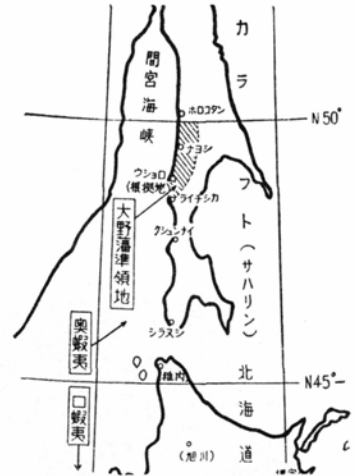 カラフト(サハリン)
間宮海峡
ホロコタン
N50°
ナヨシ
ウショロ
(根拠地)
ライチシカ
大野藩準領地
クシュンナイ
シラヌシ
奥蝦夷
稚内
N45°
北海道
口蝦夷
(旭川)